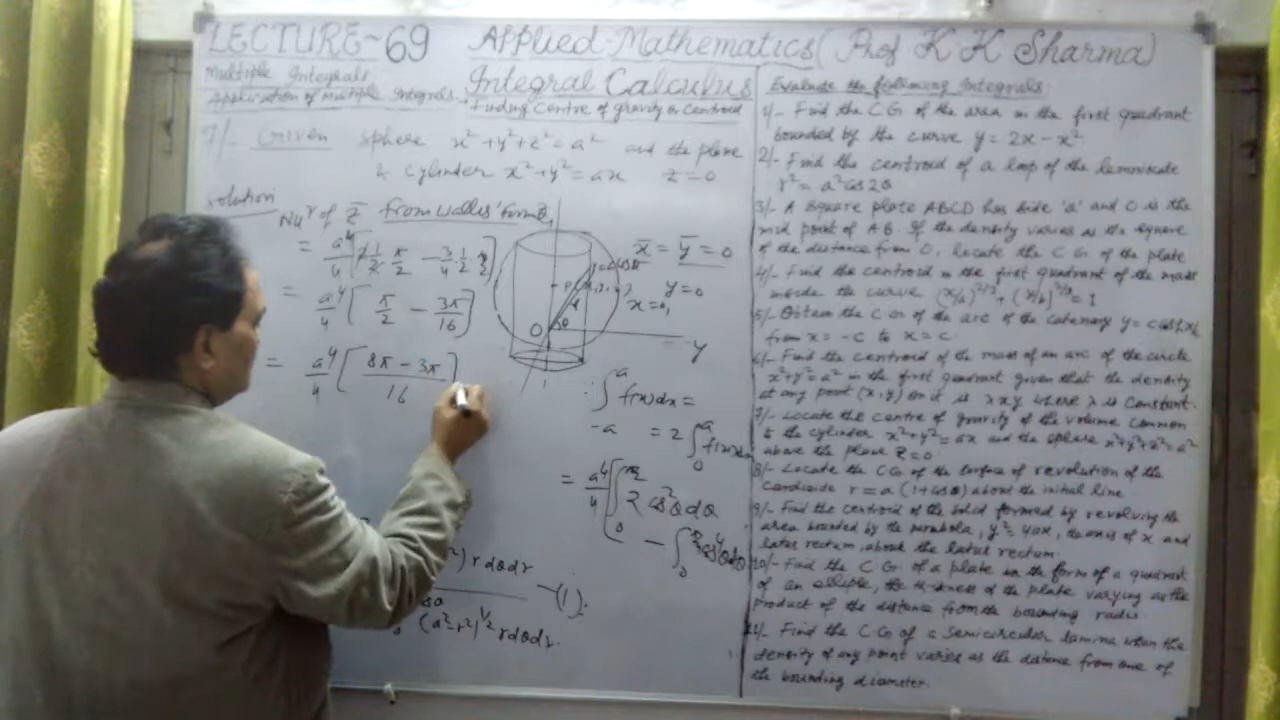 LECTURE~69 Applied Mathematics (Prof K K Sharma)
Multiple Integrals
Application of Multiple Integrals
Integral Calculus
Finding Centre of gravity or centroid
7/- Given sphere x²+y²+z²=a² and the plane
& cylinder x²+y²=ax z=0
Solution
Nuʳ of z̄ from Wallis' form
= a⁴/4 [2 1/2 π/2 - 3/4 1/2 π/2]
= a⁴/4 [π/2 - 3π/16]
= a⁴/4 [8π - 3π / 16]
x̄ = ȳ = 0
y=0
x=0,
r=acosθ
P
r
O
θ
y
∴ ∫₋ₐᵃ f(x)dx =
= 2∫₀ᵃ f(x)dx
= a⁴/4 [∫₀ 2 cos²θ dθ
- ∫₀ cos⁴θ dθ
²) r dθdr
(a²-r²)^1/2 r dθdr.
—(1).
Evaluate the following Integrals:
1/- Find the C G of the area in the first quadrant
bounded by the curve y = 2x - x²
2/- Find the centroid of a loop of the lemniscate
r² = a² cos 2θ
3/- A square plate ABCD has side 'a' and O is the
mid point of AB. If the density varies as the square
of the distance from O, locate the C G of the plate
4/- Find the centroid in the first quadrant of the mass
inside the curve (x/a)^2/3 + (y/b)^2/3 = 1
5/- Obtain the C G of the arc of the catenary y = c cosh x/c
from x = -c to x = c.
6/- Find the centroid of the mass of an arc of the circle
x²+y²=a² in the first quadrant given that the density
at any point (x, y) on it is λxy where λ is constant.
7/- Locate the centre of gravity of the volume common
to the cylinder x²+y²=ax and the sphere x²+y²+z²=a²
above the plane z=0
8/- Locate the CG of the surface of revolution of the
cardioide r = a (1+cosθ) about the initial line.
9/- Find the centroid of the solid formed by revolving the
area bounded by the parabola, y²=4ax, the axis of x and
latus rectum, about the latus rectum.
10/- Find the C G of a plate in the form of a quadrant
of an ellipse, the thickness of the plate varying as the
product of the distance from the bounding radii.
11/- Find the C G of a semicircular lamina when the
density of any point varies as the distance from one of
the bounding diameter.